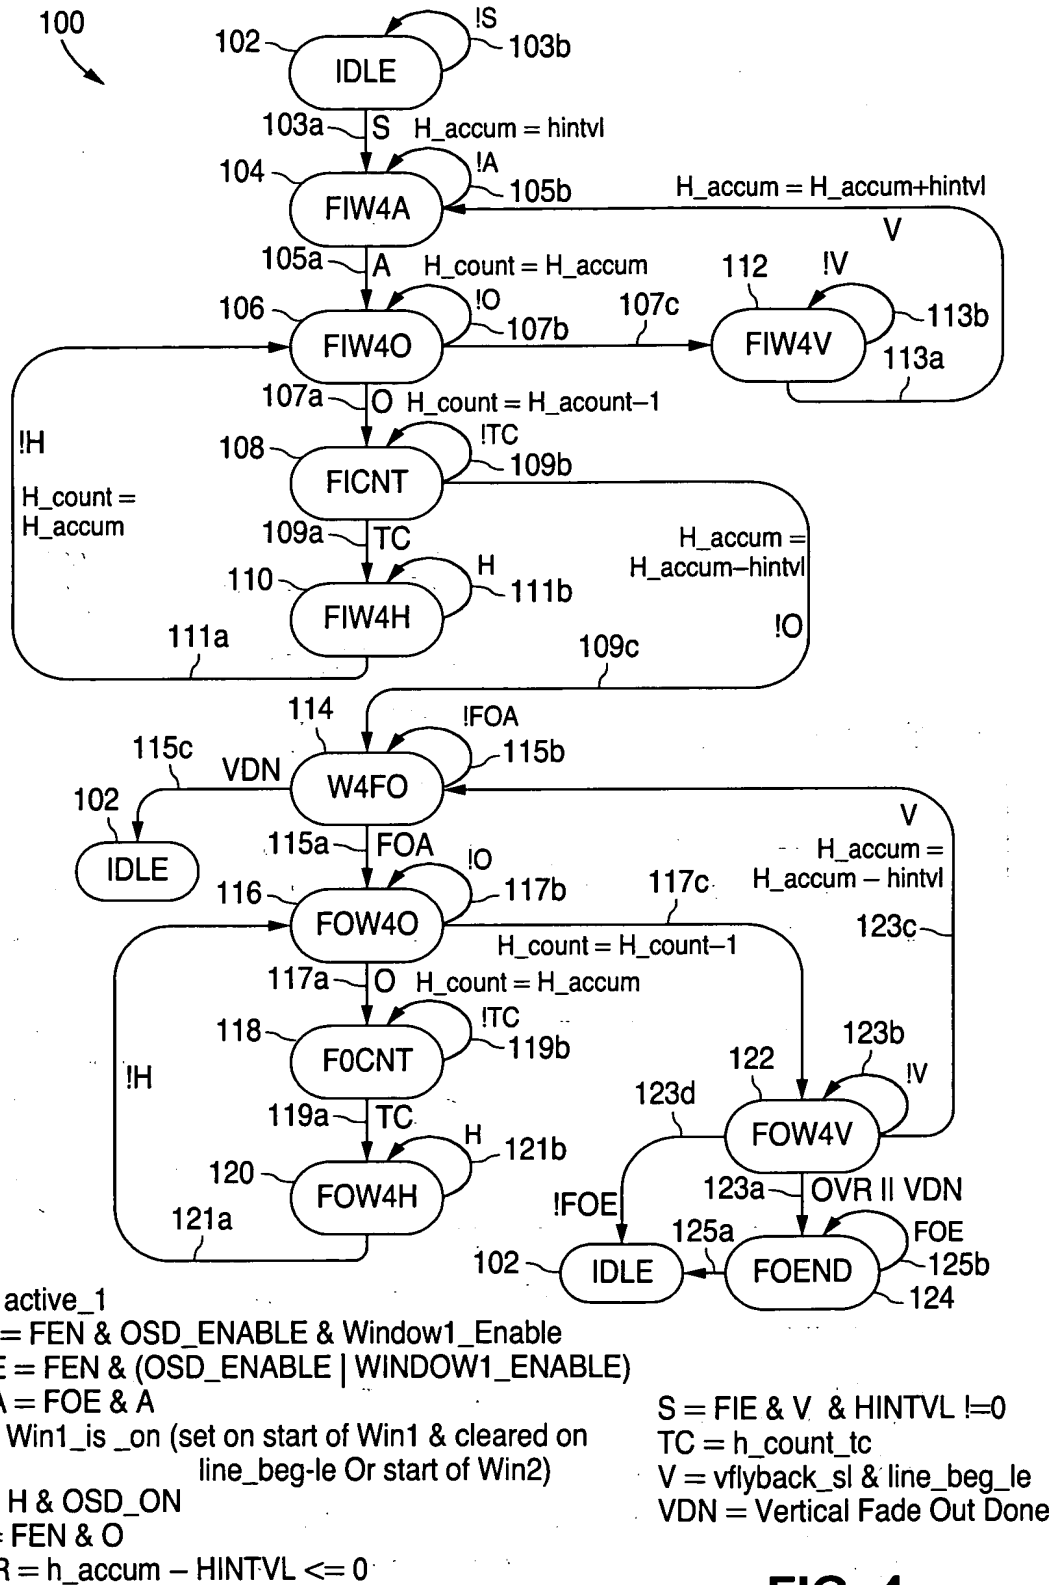 100
102
IDLE
!S
103b
103a
S
H_accum = hintvl
104
FIW4A
!A
105b
H_accum = H_accum+hintvl
V
105a
A
H_count = H_accum
106
FIW4O
!O
107b
107c
112
FIW4V
!V
113b
113a
107a
O
H_count = H_acount–1
108
FICNT
!TC
109b
!H
H_count =
H_accum
109a
TC
H_accum =
H_accum–hintvl
!O
110
FIW4H
H
111b
111a
109c
114
W4FO
!FOA
115b
115c
VDN
102
IDLE
115a
FOA
V
H_accum =
H_accum – hintvl
123c
116
FOW4O
!O
117b
117c
H_count = H_count–1
117a
O
H_count = H_accum
118
F0CNT
!TC
119b
!H
119a
TC
120
FOW4H
H
121b
121a
122
FOW4V
123b
!V
123d
!FOE
123a
OVR II VDN
102
IDLE
125a
FOEND
FOE
125b
124
active_1
= FEN & OSD_ENABLE & Window1_Enable
E = FEN & (OSD_ENABLE | WINDOW1_ENABLE)
A = FOE & A
Win1_is _on (set on start of Win1 & cleared on
line_beg-le Or start of Win2)
H & OSD_ON
= FEN & O
R = h_accum – HINTVL <= 0
S = FIE & V & HINTVL !=0
TC = h_count_tc
V = vflyback_sl & line_beg_le
VDN = Vertical Fade Out Done